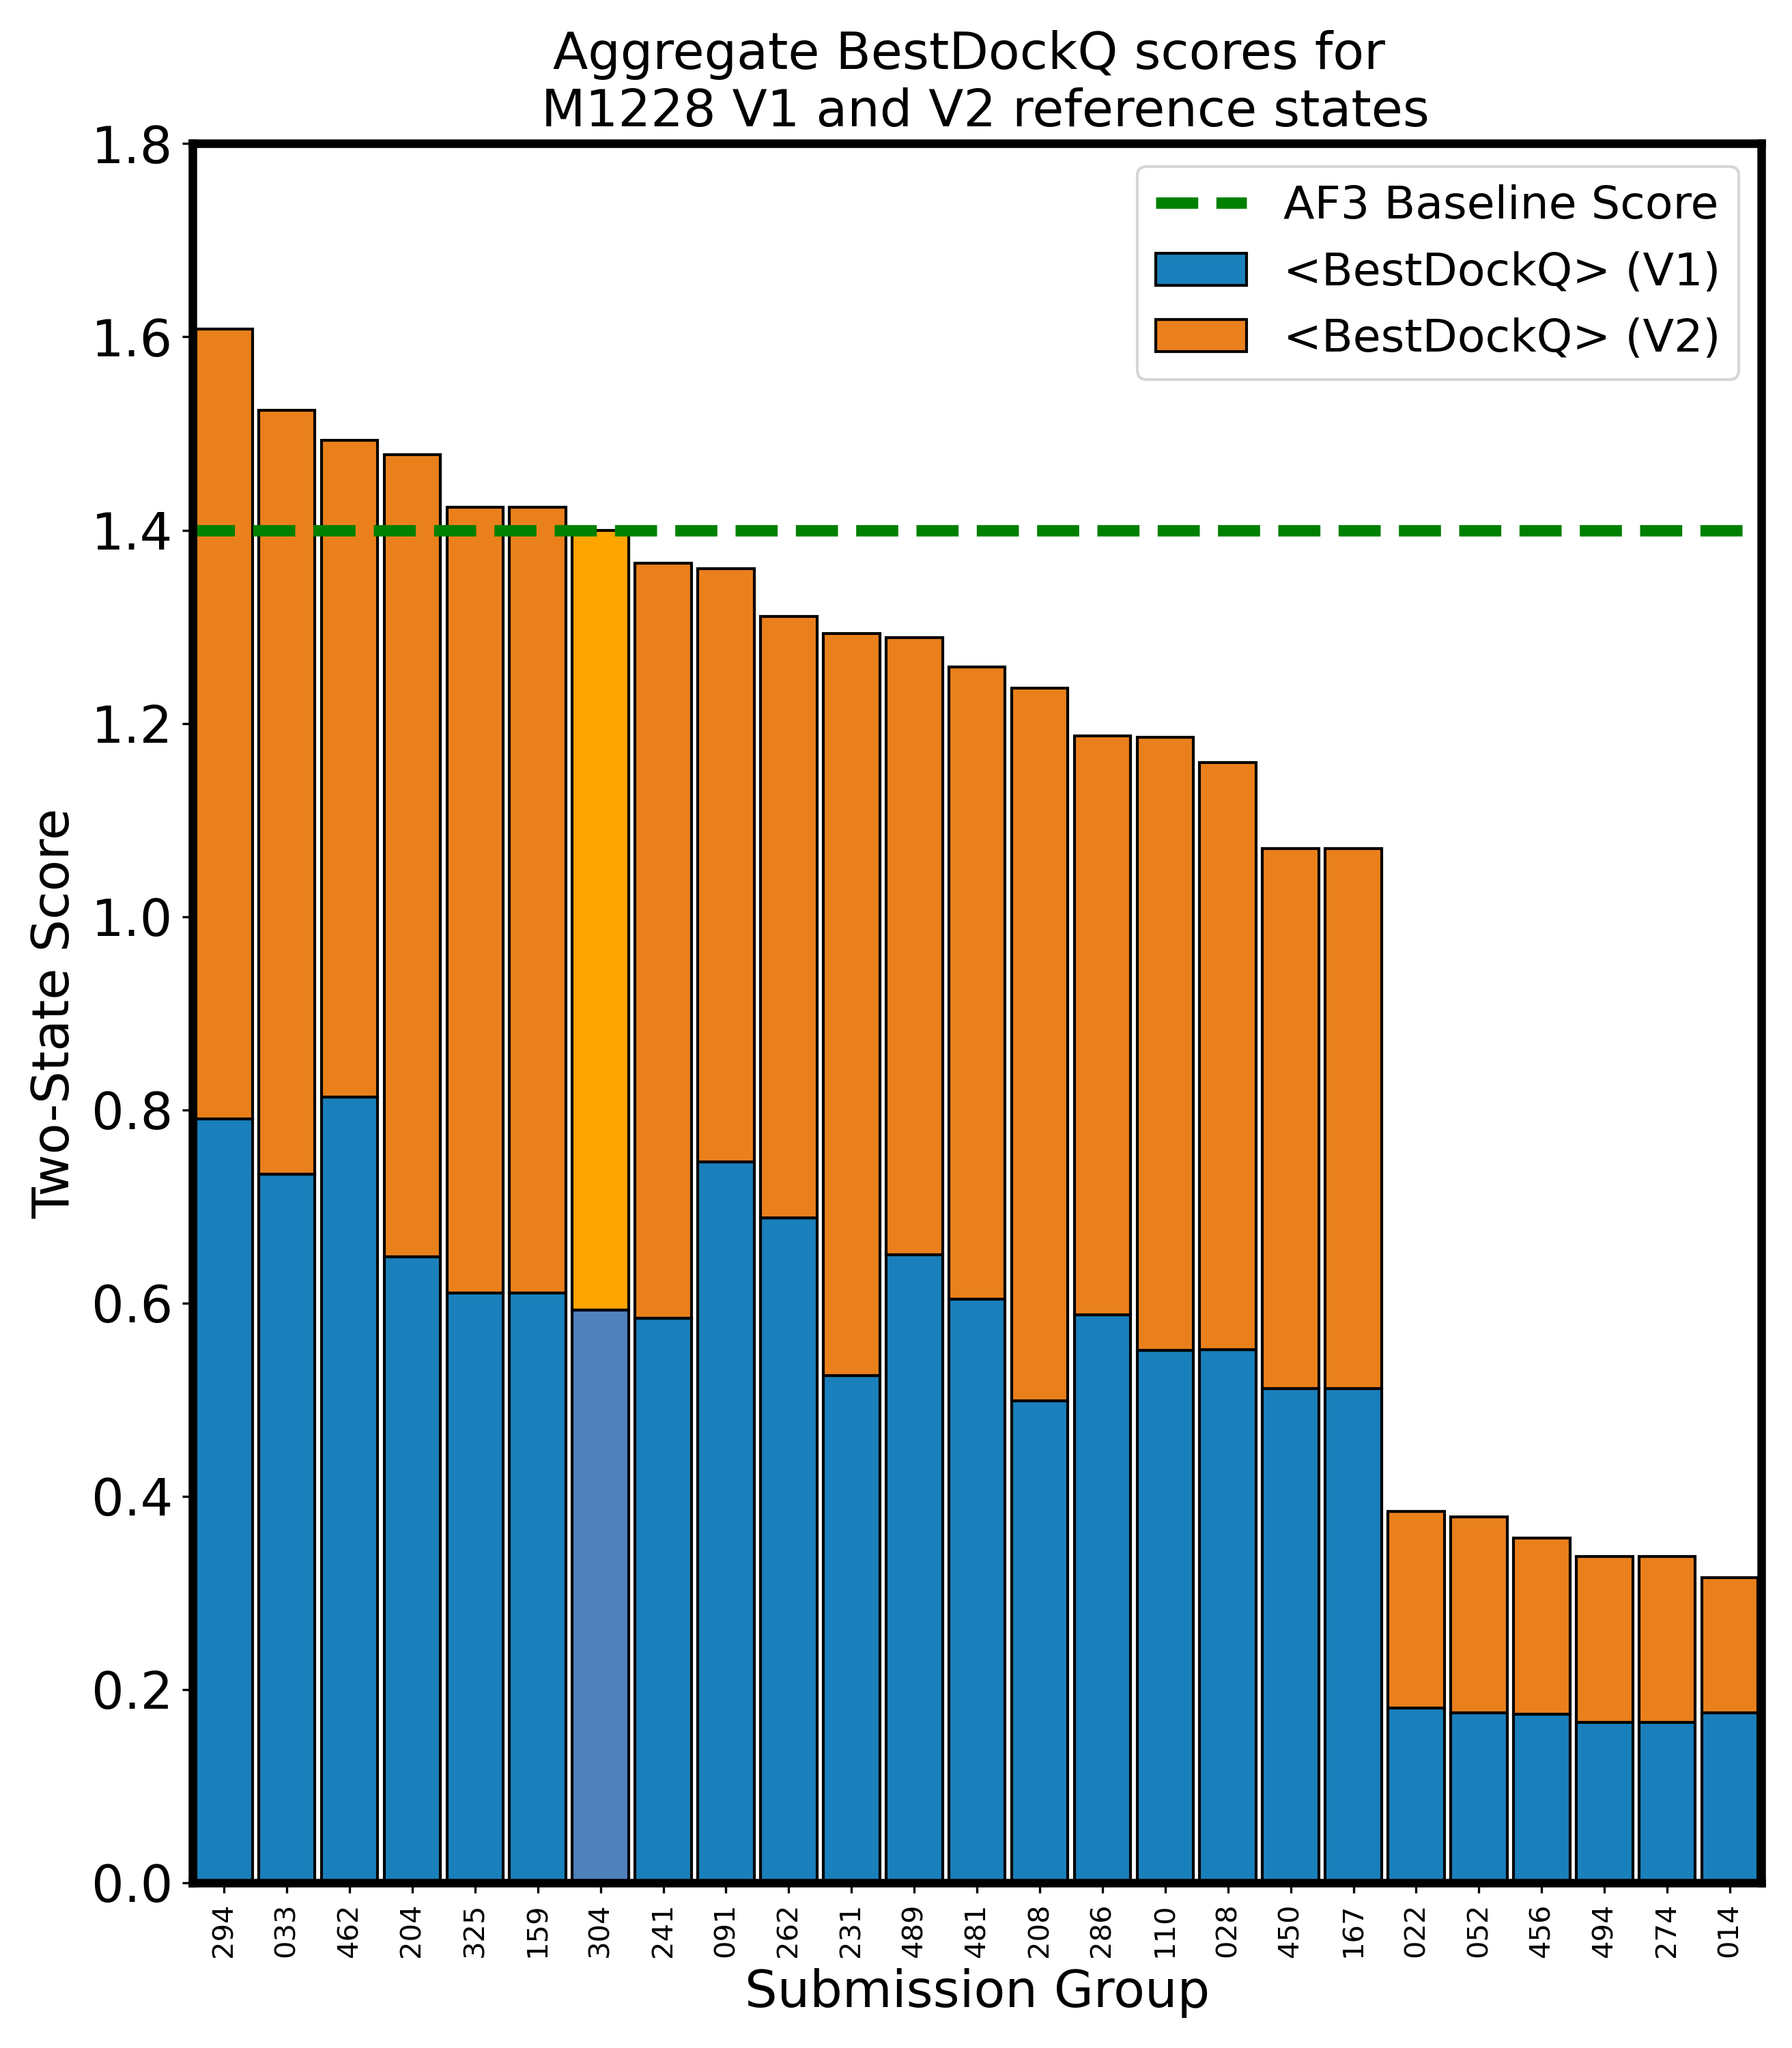 Aggregate BestDockQ scores for
M1228 V1 and V2 reference states
1.8
1.6
1.4
1.2
1.0
0.8
0.6
0.4
0.2
0.0
Two-State Score
AF3 Baseline Score
<BestDockQ> (V1)
<BestDockQ> (V2)
294 033 462 204 325 159 304 241 091 262 231 489 481 208 286 110 028 450 167 022 052 456 494 274 014
Submission Group